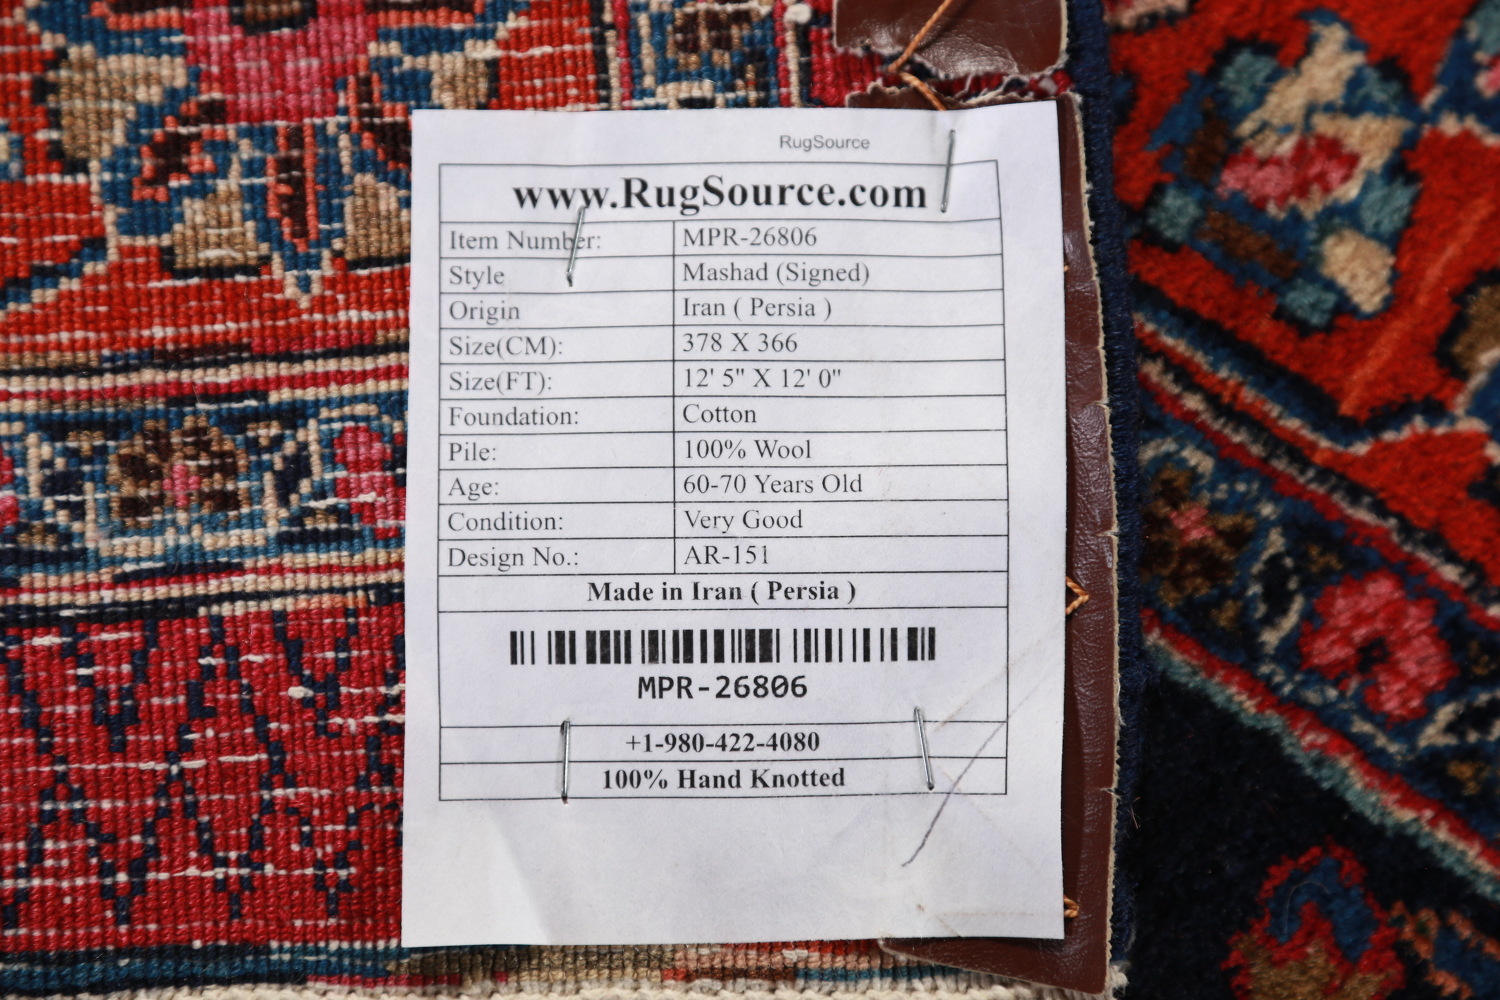 RugSource
www.RugSource.com
Item Number: MPR-26806
Style Mashad (Signed)
Origin Iran ( Persia )
Size(CM): 378 X 366
Size(FT): 12' 5" X 12' 0"
Foundation: Cotton
Pile: 100% Wool
Age: 60-70 Years Old
Condition: Very Good
Design No.: AR-151
Made in Iran ( Persia )
MPR-26806
+1-980-422-4080
100% Hand Knotted